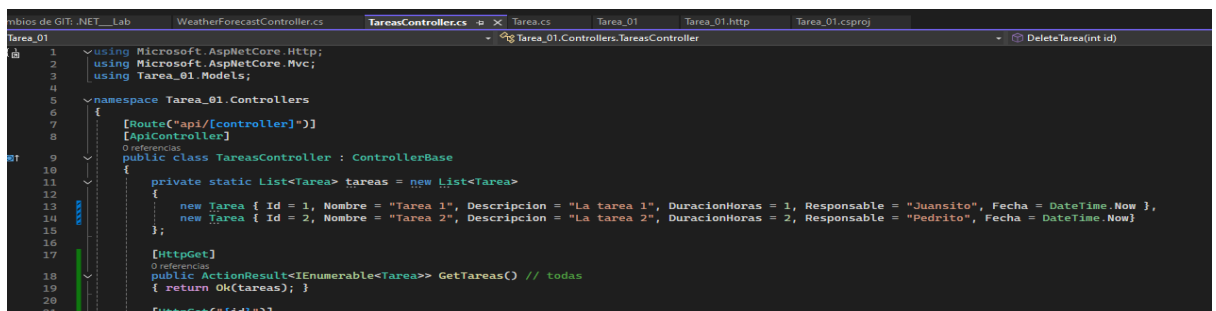 mbios de GIT: .NET__Lab WeatherForecastController.cs TareasController.cs Tarea.cs Tarea_01 Tarea_01.http Tarea_01.csproj
Tarea_01 Tarea_01.Controllers.TareasController DeleteTarea(int id)
1 using Microsoft.AspNetCore.Http;
2 using Microsoft.AspNetCore.Mvc;
3 using Tarea_01.Models;
4
5 namespace Tarea_01.Controllers
6 {
7 [Route("api/[controller]")]
8 [ApiController]
0 referencias
9 public class TareasController : ControllerBase
10 {
11 private static List<Tarea> tareas = new List<Tarea>
12 {
13 new Tarea { Id = 1, Nombre = "Tarea 1", Descripcion = "La tarea 1", DuracionHoras = 1, Responsable = "Juansito", Fecha = DateTime.Now },
14 new Tarea { Id = 2, Nombre = "Tarea 2", Descripcion = "La tarea 2", DuracionHoras = 2, Responsable = "Pedrito", Fecha = DateTime.Now}
15 };
16
17 [HttpGet]
0 referencias
18 public ActionResult<IEnumerable<Tarea>> GetTareas() // todas
19 { return Ok(tareas); }
20